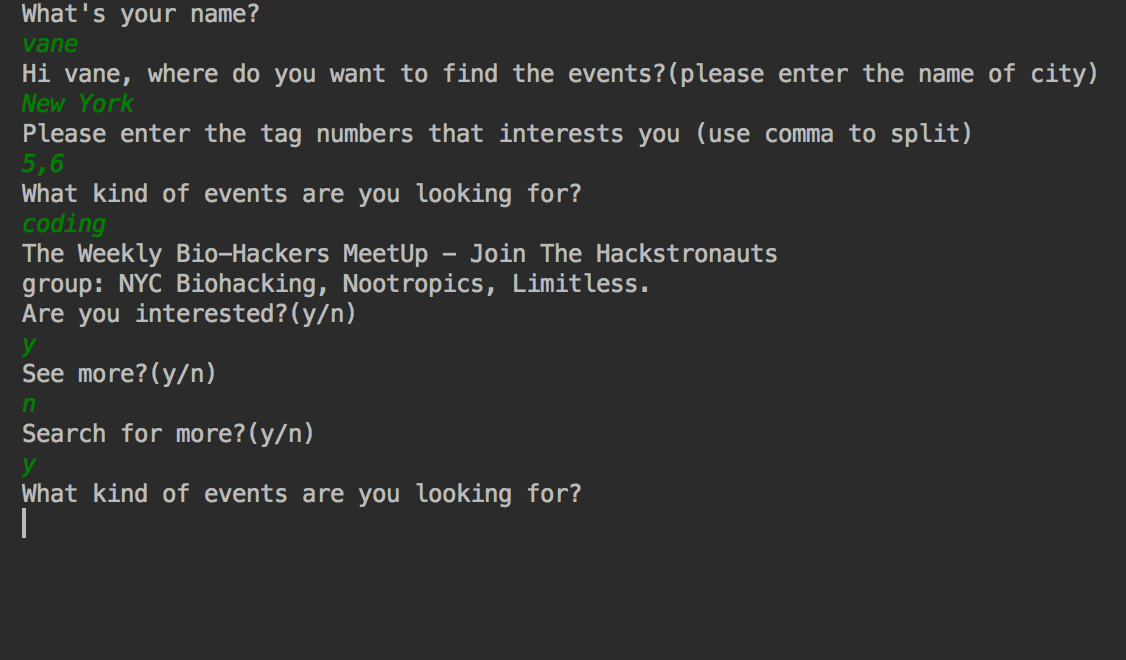 What's your name?
vane
Hi vane, where do you want to find the events?(please enter the name of city)
New York
Please enter the tag numbers that interests you (use comma to split)
5,6
What kind of events are you looking for?
coding
The Weekly Bio-Hackers MeetUp - Join The Hackstronauts
group: NYC Biohacking, Nootropics, Limitless.
Are you interested?(y/n)
y
See more?(y/n)
n
Search for more?(y/n)
y
What kind of events are you looking for?